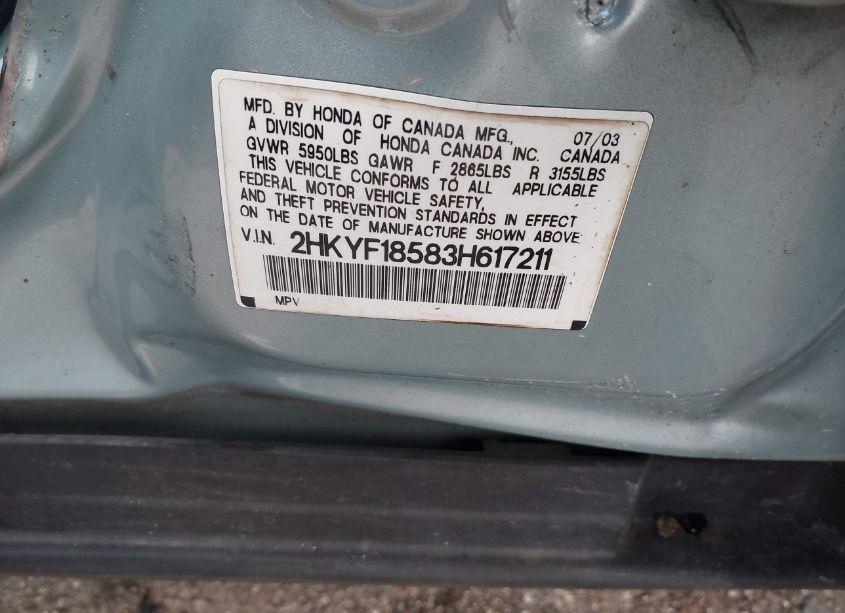 MFD. BY HONDA OF CANADA MFG., 07/03
A DIVISION OF HONDA CANADA INC. CANADA
GVWR 5950LBS GAWR F 2865LBS R 3155LBS
THIS VEHICLE CONFORMS TO ALL APPLICABLE
FEDERAL MOTOR VEHICLE SAFETY,
AND THEFT PREVENTION STANDARDS IN EFFECT
ON THE DATE OF MANUFACTURE SHOWN ABOVE
V.I.N. 2HKYF18583H617211
MPV